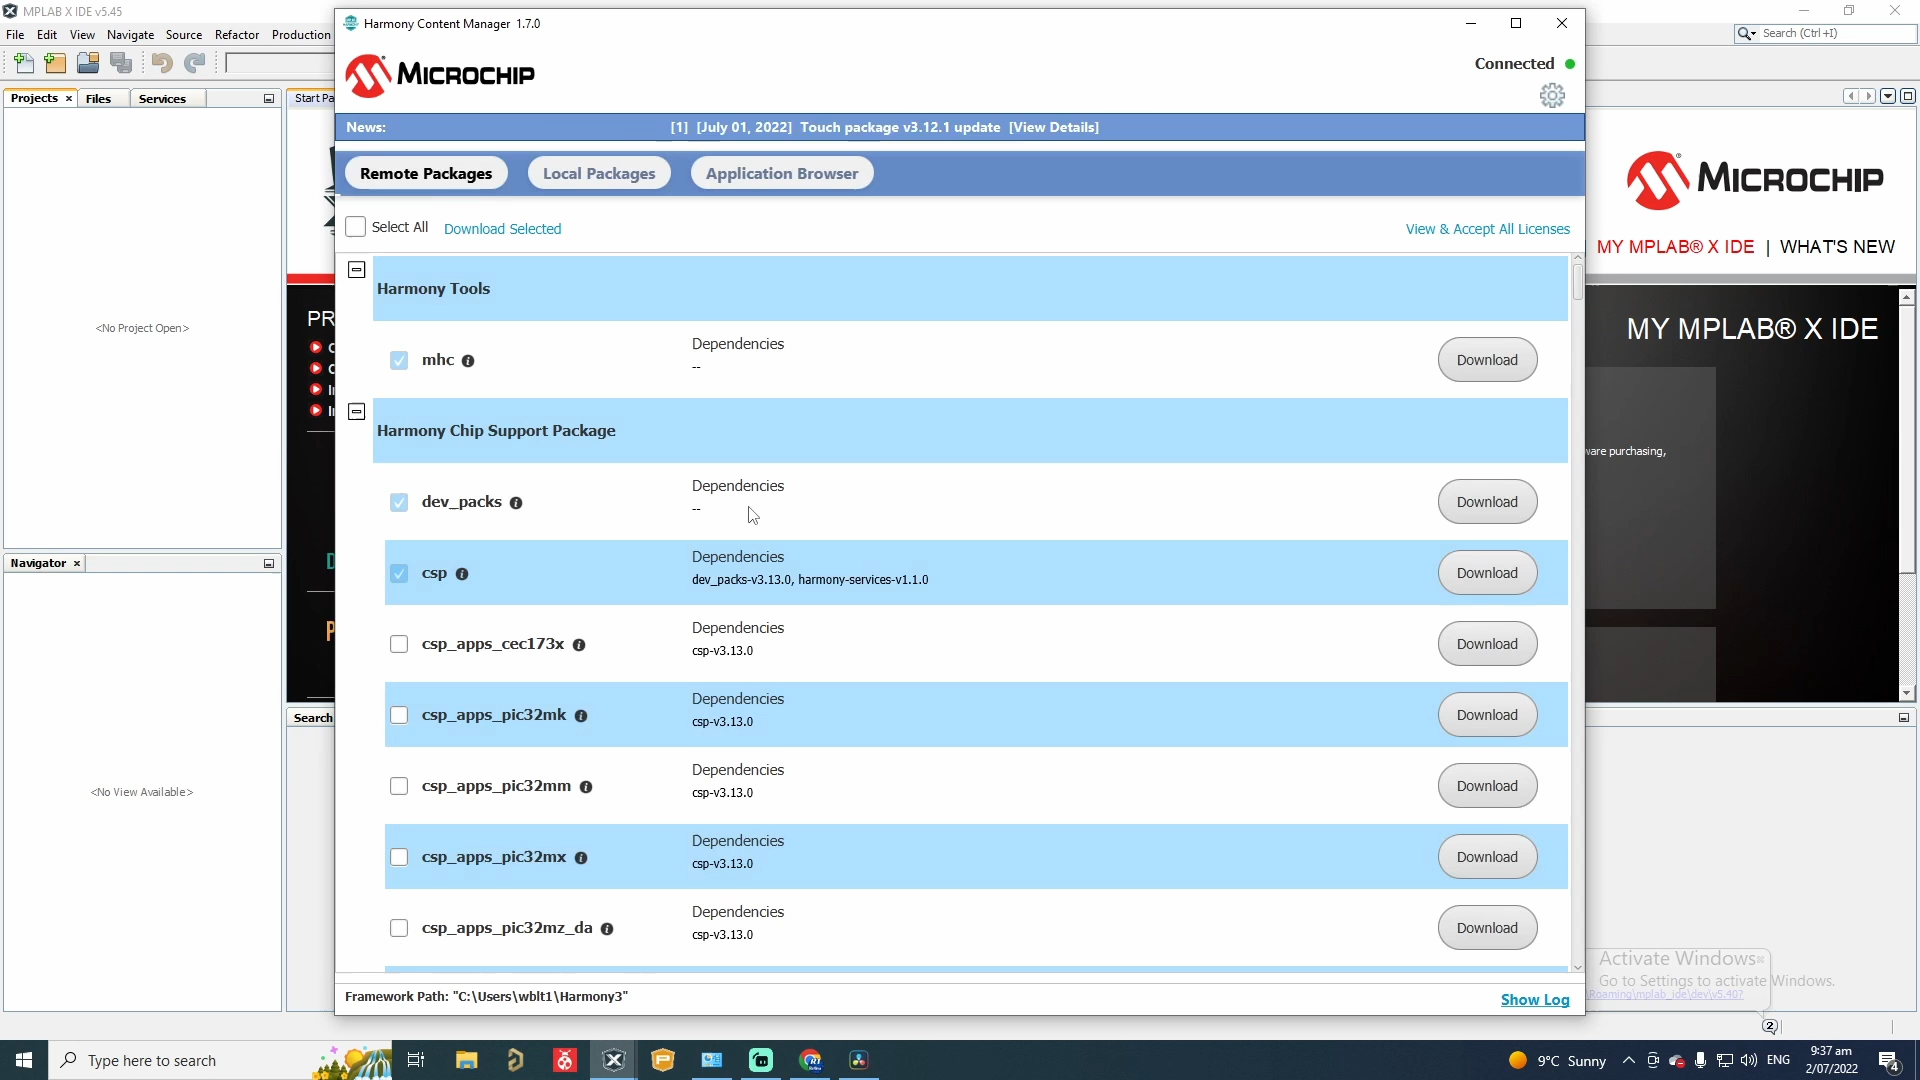 MPLAB X IDE v5.45
File Edit View Navigate Source Refactor Production
Search (Ctrl+I)
Projects Files Services
Start Pa
<No Project Open>
Navigator
<No View Available>
PR
Search
Harmony Content Manager 1.7.0
MICROCHIP
Connected
News: [1] [July 01, 2022] Touch package v3.12.1 update [View Details]
Remote Packages Local Packages Application Browser
Select All Download Selected View & Accept All Licenses
Harmony Tools
mhc Dependencies -- Download
Harmony Chip Support Package
dev_packs Dependencies -- Download
csp Dependencies dev_packs-v3.13.0, harmony-services-v1.1.0 Download
csp_apps_cec173x Dependencies csp-v3.13.0 Download
csp_apps_pic32mk Dependencies csp-v3.13.0 Download
csp_apps_pic32mm Dependencies csp-v3.13.0 Download
csp_apps_pic32mx Dependencies csp-v3.13.0 Download
csp_apps_pic32mz_da Dependencies csp-v3.13.0 Download
Framework Path: "C:\Users\wblt1\Harmony3" Show Log
MICROCHIP
MY MPLAB® X IDE | WHAT'S NEW
MY MPLAB® X IDE
ware purchasing,
Activate Windows
Go to Settings to activate Windows.
\Roaming\mplab_ide\dev\v5.40?
2
Type here to search
9°C Sunny
ENG
9:37 am
2/07/2022
4